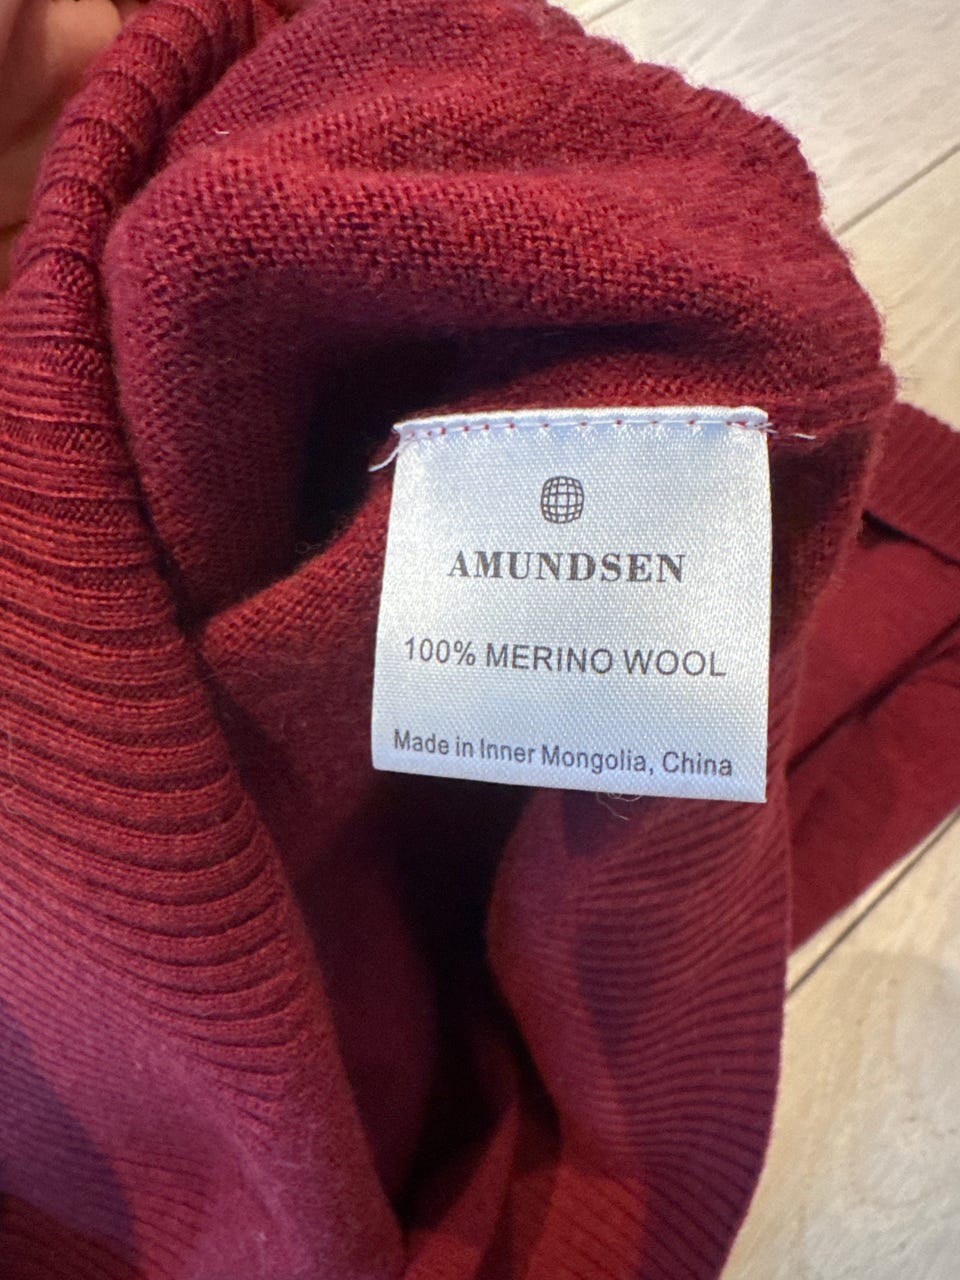 AMUNDSEN
100% MERINO WOOL
Made in Inner Mongolia, China